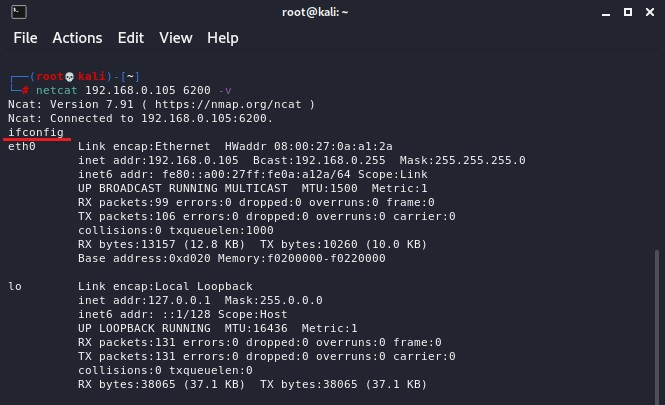 root@kali: ~
File Actions Edit View Help
┌──(root💀kali)-[~]
└─# netcat 192.168.0.105 6200 -v
Ncat: Version 7.91 ( https://nmap.org/ncat )
Ncat: Connected to 192.168.0.105:6200.
ifconfig
eth0      Link encap:Ethernet  HWaddr 08:00:27:0a:a1:2a
          inet addr:192.168.0.105  Bcast:192.168.0.255  Mask:255.255.255.0
          inet6 addr: fe80::a00:27ff:fe0a:a12a/64 Scope:Link
          UP BROADCAST RUNNING MULTICAST  MTU:1500  Metric:1
          RX packets:99 errors:0 dropped:0 overruns:0 frame:0
          TX packets:106 errors:0 dropped:0 overruns:0 carrier:0
          collisions:0 txqueuelen:1000
          RX bytes:13157 (12.8 KB)  TX bytes:10260 (10.0 KB)
          Base address:0xd020 Memory:f0200000-f0220000
lo        Link encap:Local Loopback
          inet addr:127.0.0.1  Mask:255.0.0.0
          inet6 addr: ::1/128 Scope:Host
          UP LOOPBACK RUNNING  MTU:16436  Metric:1
          RX packets:131 errors:0 dropped:0 overruns:0 frame:0
          TX packets:131 errors:0 dropped:0 overruns:0 carrier:0
          collisions:0 txqueuelen:0
          RX bytes:38065 (37.1 KB)  TX bytes:38065 (37.1 KB)